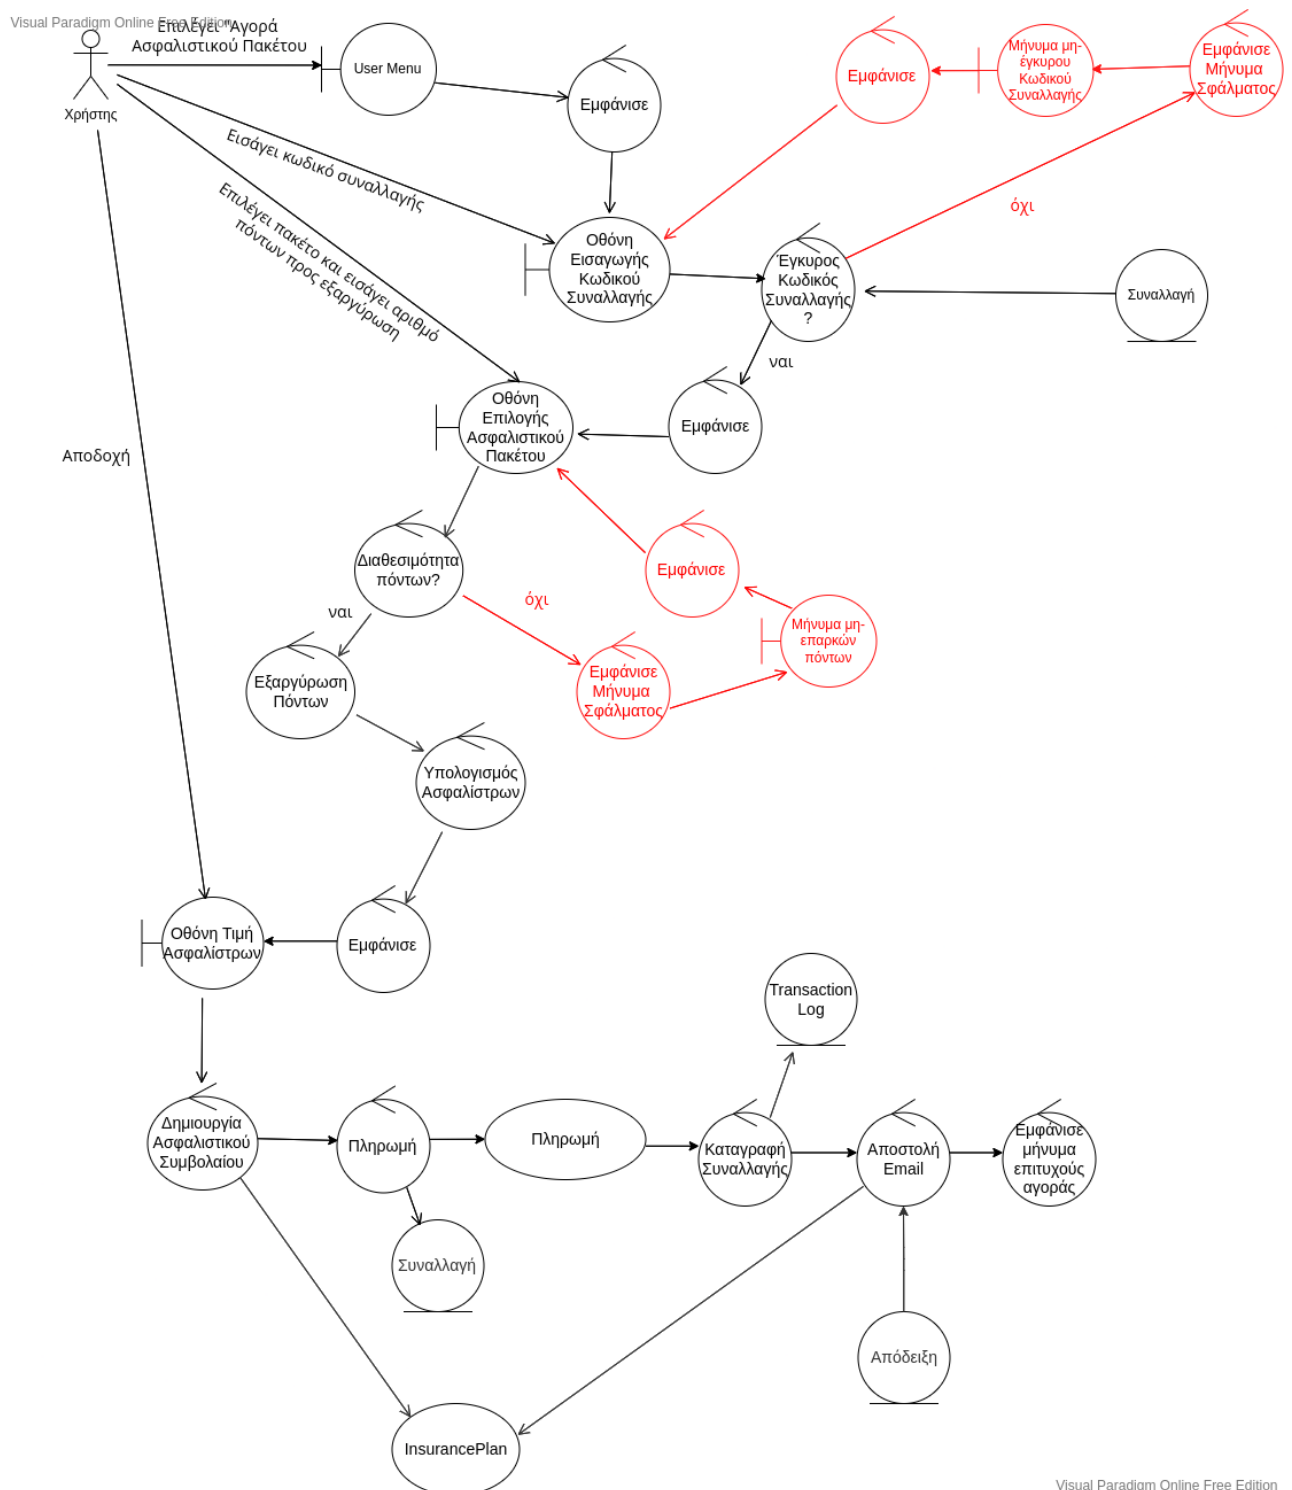 Visual Paradigm Online Free Edition
Επιλέγει "Αγορά
Ασφαλιστικού Πακέτου
Χρήστης
User Menu
Εμφάνισε
Εμφάνισε
Μήνυμα μη-
έγκυρου
Κωδικού
Συναλλαγής
Εμφάνισε
Μήνυμα
Σφάλματος
Εισάγει κωδικό συναλλαγής
Επιλέγει πακέτο και εισάγει αριθμό
πόντων προς εξαργύρωση
όχι
Οθόνη
Εισαγωγής
Κωδικού
Συναλλαγής
Έγκυρος
Κωδικός
Συναλλαγής
?
Συναλλαγή
ναι
Οθόνη
Επιλογής
Ασφαλιστικού
Πακέτου
Εμφάνισε
Αποδοχή
Διαθεσιμότητα
πόντων?
Εμφάνισε
όχι
ναι
Μήνυμα μη-
επαρκών
πόντων
Εξαργύρωση
Πόντων
Εμφάνισε
Μήνυμα
Σφάλματος
Υπολογισμός
Ασφαλίστρων
Οθόνη Τιμή
Ασφαλίστρων
Εμφάνισε
Transaction
Log
Δημιουργία
Ασφαλιστικού
Συμβολαίου
Πληρωμή
Πληρωμή
Καταγραφή
Συναλλαγής
Αποστολή
Email
Εμφάνισε
μήνυμα
επιτυχούς
αγοράς
Συναλλαγή
Απόδειξη
InsurancePlan
Visual Paradigm Online Free Edition